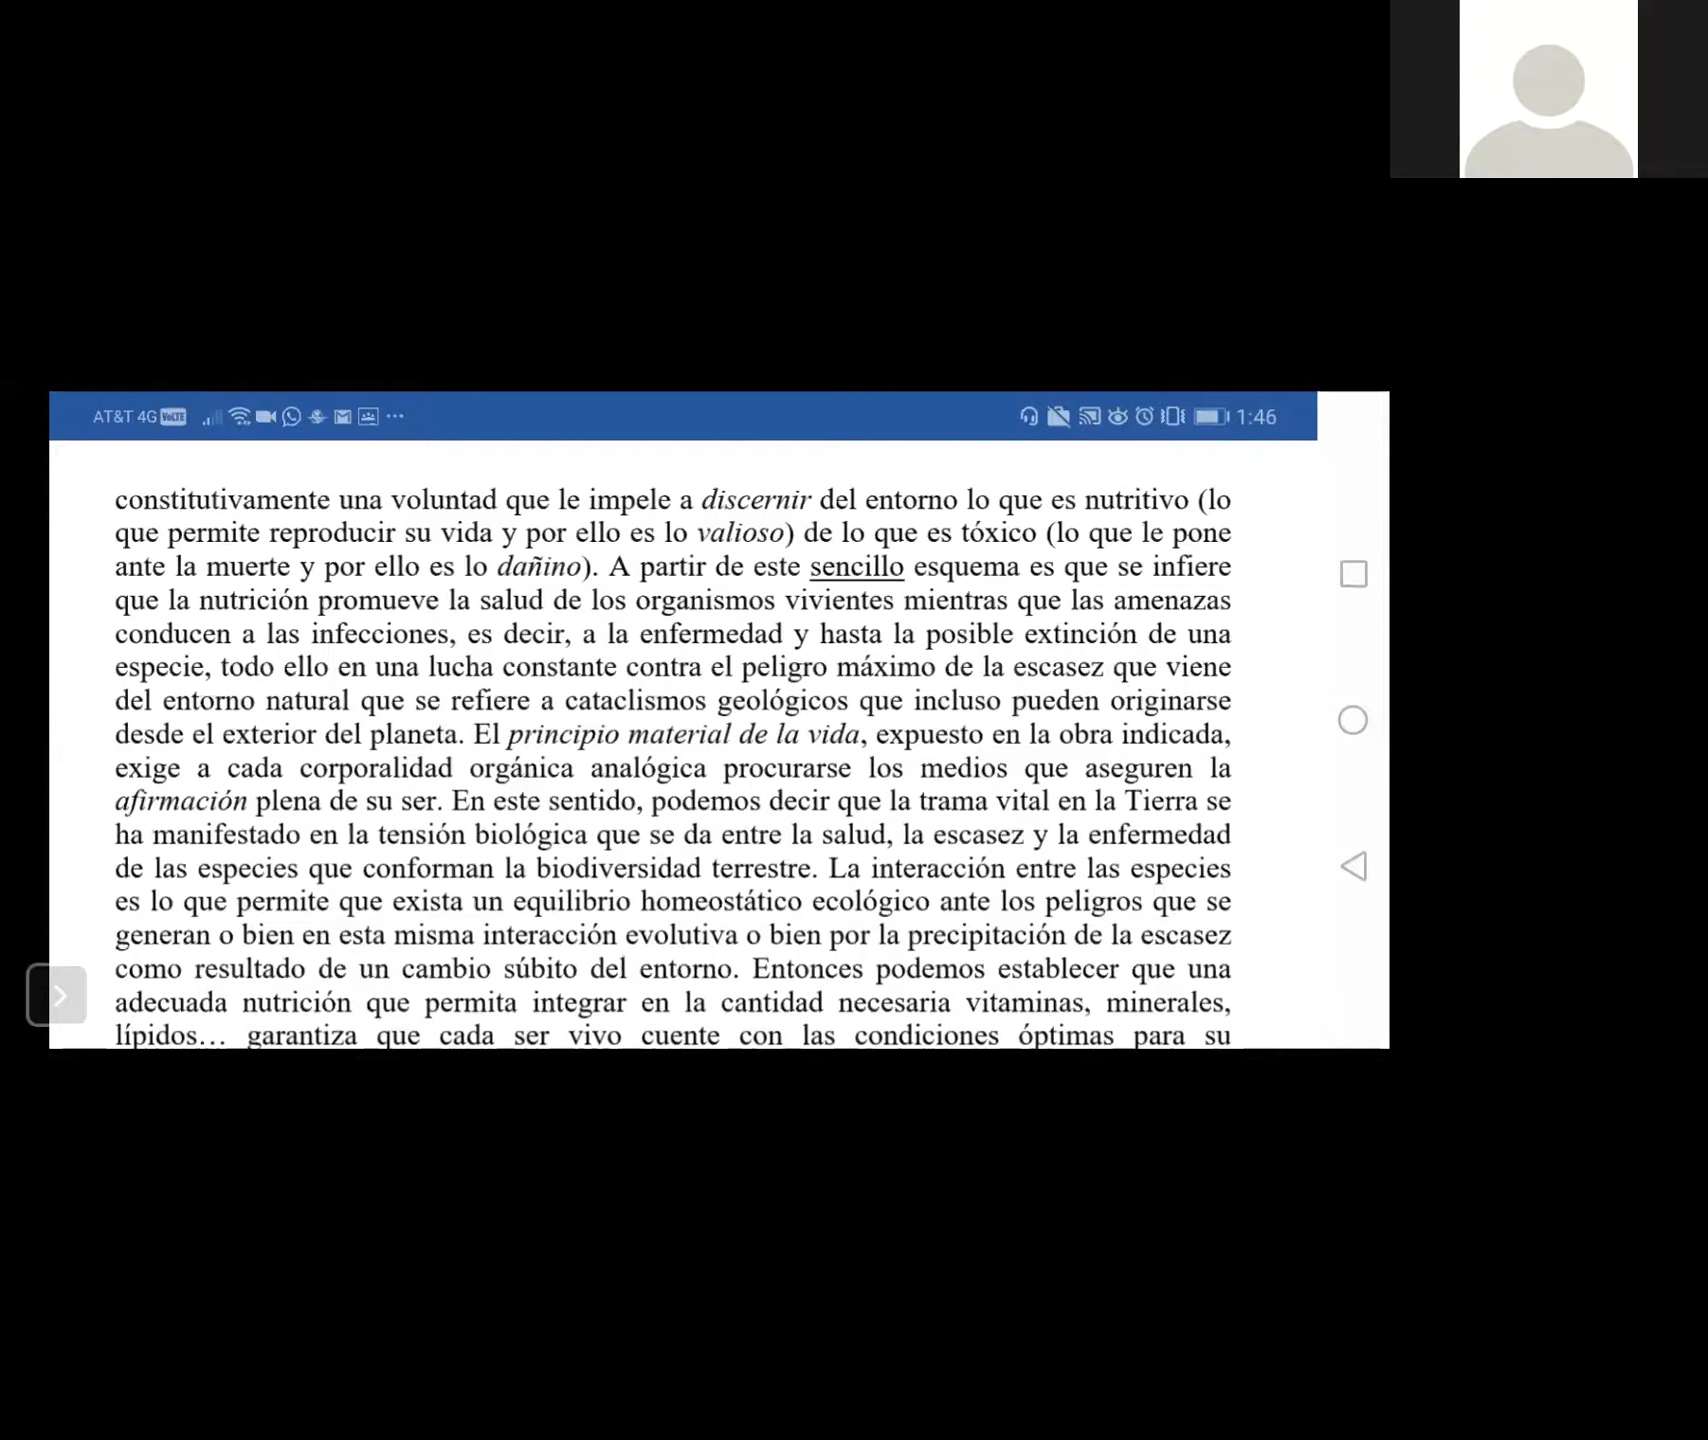 AT&T 4G VoLTE 1:46
constitutivamente una voluntad que le impele a discernir del entorno lo que es nutritivo (lo
que permite reproducir su vida y por ello es lo valioso) de lo que es tóxico (lo que le pone
ante la muerte y por ello es lo dañino). A partir de este sencillo esquema es que se infiere
que la nutrición promueve la salud de los organismos vivientes mientras que las amenazas
conducen a las infecciones, es decir, a la enfermedad y hasta la posible extinción de una
especie, todo ello en una lucha constante contra el peligro máximo de la escasez que viene
del entorno natural que se refiere a cataclismos geológicos que incluso pueden originarse
desde el exterior del planeta. El principio material de la vida, expuesto en la obra indicada,
exige a cada corporalidad orgánica analógica procurarse los medios que aseguren la
afirmación plena de su ser. En este sentido, podemos decir que la trama vital en la Tierra se
ha manifestado en la tensión biológica que se da entre la salud, la escasez y la enfermedad
de las especies que conforman la biodiversidad terrestre. La interacción entre las especies
es lo que permite que exista un equilibrio homeostático ecológico ante los peligros que se
generan o bien en esta misma interacción evolutiva o bien por la precipitación de la escasez
como resultado de un cambio súbito del entorno. Entonces podemos establecer que una
adecuada nutrición que permita integrar en la cantidad necesaria vitaminas, minerales,
lípidos… garantiza que cada ser vivo cuente con las condiciones óptimas para su